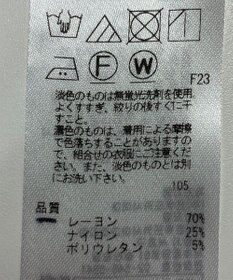 F
W
F23
淡色のものは無蛍光洗剤を使用
よくすすぎ、絞りの後すぐ干
すこと。
濃色のものは、着用による摩擦
で色落ちすることがありますの
で、組合せの衣服にご注意くださ
い。また、淡色のものとは別
にお洗い下さい。
105
品質
レーヨン 70%
ナイロン 25%
ポリウレタン 5%